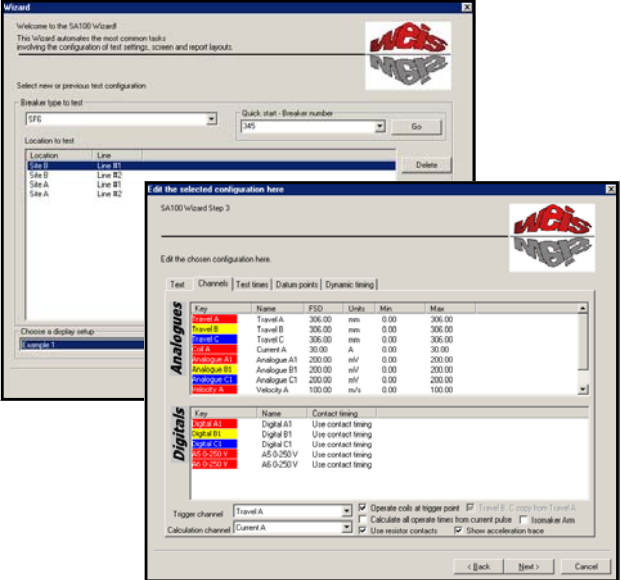 Wizard
Welcome to the SA100 Wizard!
This Wizard automates the most common tasks
involving the configuration of test settings, screen and report layouts.
weis
Select new or previous test configuration
Breaker type to test
SF6
Quick start - Breaker number
345
Go
Location to test
Location Line
Site B Line #1
Site B Line #2
Site A Line #1
Site A Line #2
Delete
Choose a display setup
Example 1
Edit the selected configuration here
SA100 Wizard Step 3
weis
Edit the chosen configuration here.
Text Channels Test times Datum points Dynamic timing
Analogues
Key Name FSD Units Min Max
Travel A Travel A 306.00 mm 0.00 306.00
Travel B Travel B 306.00 mm 0.00 306.00
Travel C Travel C 306.00 mm 0.00 306.00
Coil A Current A 30.00 A 0.00 30.00
Analogue A1 Analogue A1 200.00 mV 0.00 200.00
Analogue B1 Analogue B1 200.00 mV 0.00 200.00
Analogue C1 Analogue C1 200.00 mV 0.00 200.00
Velocity A Velocity A 100.00 m/s 0.00 100.00
Digitals
Key Name Contact timing
Digital A1 Digital A1 Use contact timing
Digital B1 Digital B1 Use contact timing
Digital C1 Digital C1 Use contact timing
A5 0-250 V A5 0-250 V Use contact timing
A6 0-250 V A6 0-250 V Use contact timing
Trigger channel Travel A
Operate coils at trigger point Travel B, C copy from Travel A
Calculate all operate times from current pulse Isomaker Arm
Calculation channel Current A
Use resistor contacts Show acceleration trace
< Back Next > Cancel